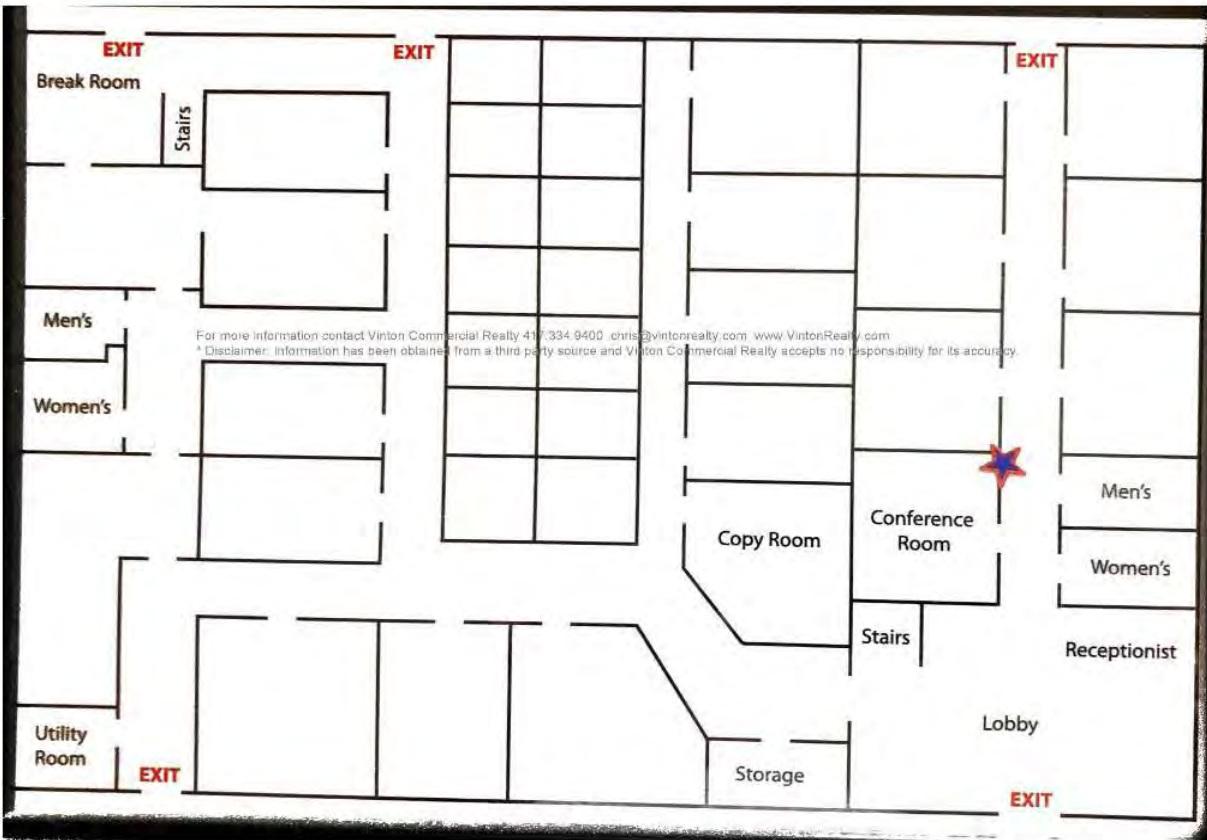 EXIT
EXIT
EXIT
Break Room
Stairs
Men's
For more information contact Vinton Commercial Realty 417.334.9400 chris@vintonrealty.com www.VintonRealty.com
* Disclaimer: Information has been obtained from a third party source and Vinton Commercial Realty accepts no responsibility for its accuracy.
Women's
Men's
Conference
Room
Copy Room
Women's
Stairs
Receptionist
Lobby
Utility
Room
Storage
EXIT
EXIT